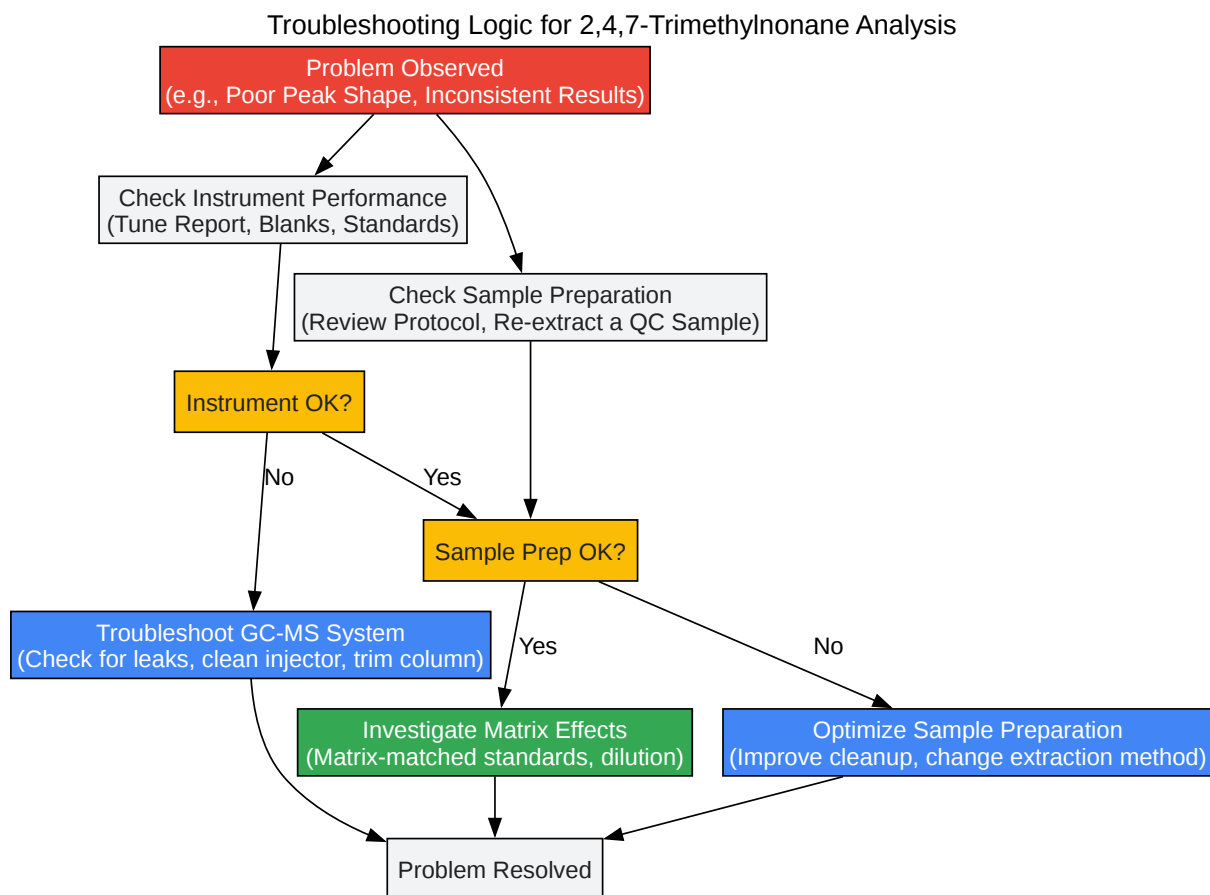 Troubleshooting Logic for 2,4,7-Trimethylnonane Analysis
Problem Observed
(e.g., Poor Peak Shape, Inconsistent Results)
Check Instrument Performance
(Tune Report, Blanks, Standards)
Check Sample Preparation
(Review Protocol, Re-extract a QC Sample)
Instrument OK?
No
Yes
Sample Prep OK?
Troubleshoot GC-MS System
(Check for leaks, clean injector, trim column)
Yes
No
Investigate Matrix Effects
(Matrix-matched standards, dilution)
Optimize Sample Preparation
(Improve cleanup, change extraction method)
Problem Resolved